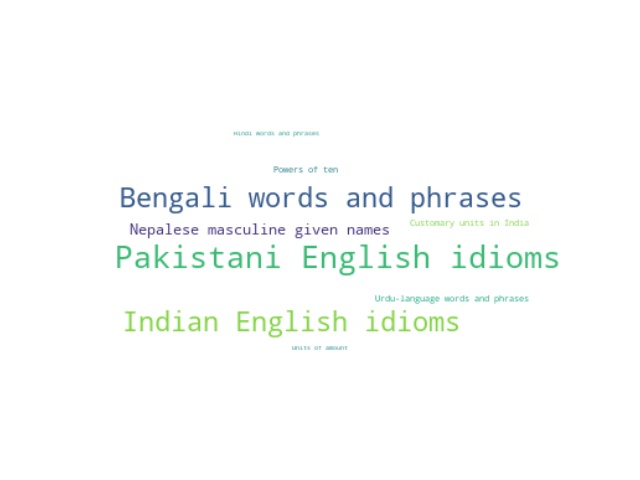 Hindi words and phrases
Powers of ten
Bengali words and phrases
Customary units in India
Nepalese masculine given names
Pakistani English idioms
Urdu-language words and phrases
Indian English idioms
Units of amount